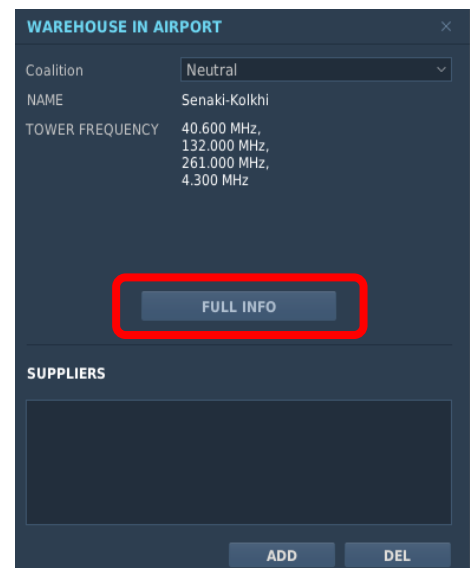 WAREHOUSE IN AIRPORT
Coalition Neutral
NAME Senaki-Kolkhi
TOWER FREQUENCY 40.600 MHz,
132.000 MHz,
261.000 MHz,
4.300 MHz
FULL INFO
SUPPLIERS
ADD DEL